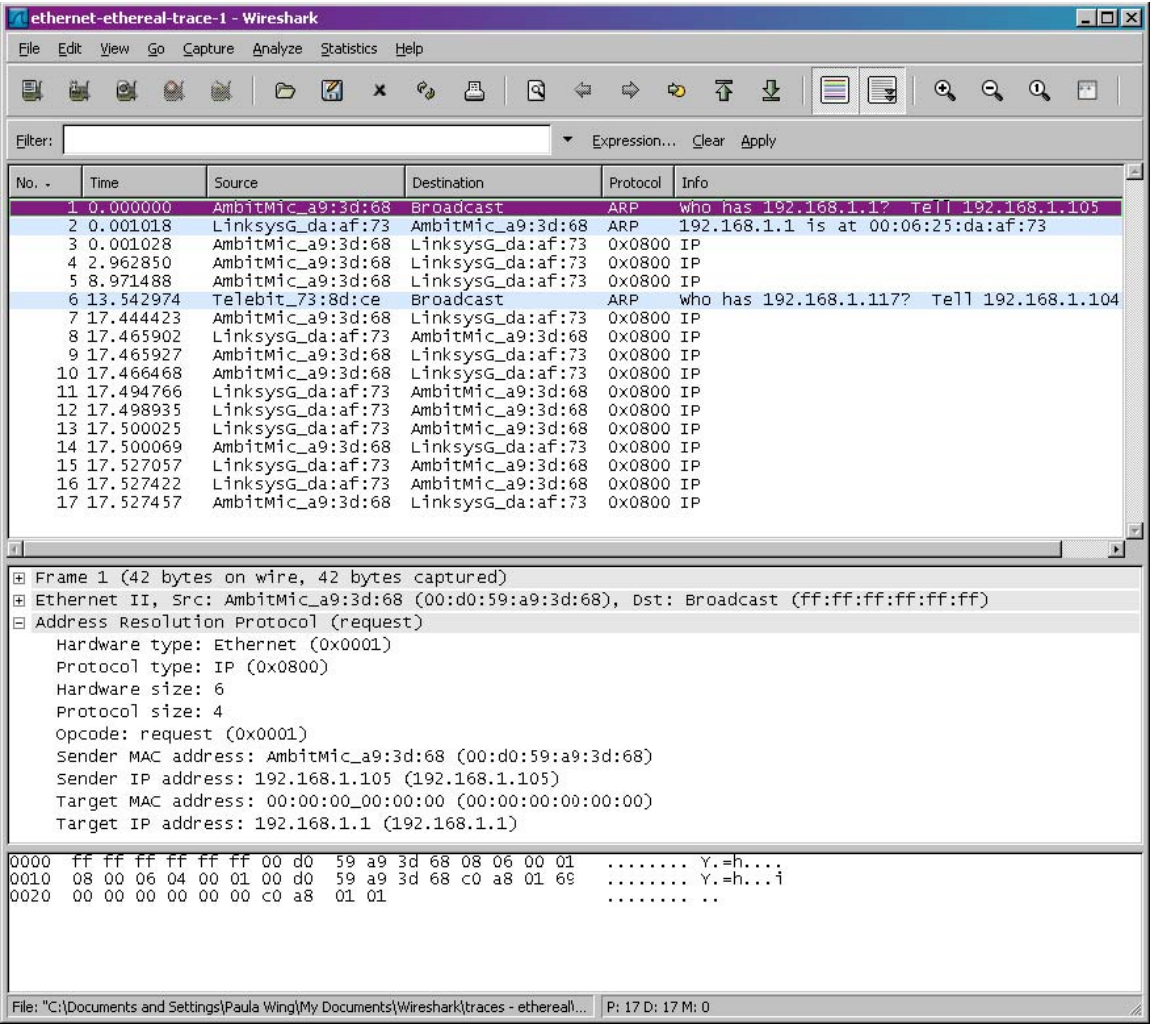 ethernet-ethereal-trace-1 - Wireshark
File Edit View Go Capture Analyze Statistics Help
Filter: Expression... Clear Apply
No. - Time Source Destination Protocol Info
1 0.000000 AmbitMic_a9:3d:68 Broadcast ARP Who has 192.168.1.1? Tell 192.168.1.105
2 0.001018 LinksysG_da:af:73 AmbitMic_a9:3d:68 ARP 192.168.1.1 is at 00:06:25:da:af:73
3 0.001028 AmbitMic_a9:3d:68 LinksysG_da:af:73 0x0800 IP
4 2.962850 AmbitMic_a9:3d:68 LinksysG_da:af:73 0x0800 IP
5 8.971488 AmbitMic_a9:3d:68 LinksysG_da:af:73 0x0800 IP
6 13.542974 Telebit_73:8d:ce Broadcast ARP Who has 192.168.1.117? Tell 192.168.1.104
7 17.444423 AmbitMic_a9:3d:68 LinksysG_da:af:73 0x0800 IP
8 17.465902 LinksysG_da:af:73 AmbitMic_a9:3d:68 0x0800 IP
9 17.465927 AmbitMic_a9:3d:68 LinksysG_da:af:73 0x0800 IP
10 17.466468 AmbitMic_a9:3d:68 LinksysG_da:af:73 0x0800 IP
11 17.494766 LinksysG_da:af:73 AmbitMic_a9:3d:68 0x0800 IP
12 17.498935 LinksysG_da:af:73 AmbitMic_a9:3d:68 0x0800 IP
13 17.500025 LinksysG_da:af:73 AmbitMic_a9:3d:68 0x0800 IP
14 17.500069 AmbitMic_a9:3d:68 LinksysG_da:af:73 0x0800 IP
15 17.527057 LinksysG_da:af:73 AmbitMic_a9:3d:68 0x0800 IP
16 17.527422 LinksysG_da:af:73 AmbitMic_a9:3d:68 0x0800 IP
17 17.527457 AmbitMic_a9:3d:68 LinksysG_da:af:73 0x0800 IP
Frame 1 (42 bytes on wire, 42 bytes captured)
Ethernet II, Src: AmbitMic_a9:3d:68 (00:d0:59:a9:3d:68), Dst: Broadcast (ff:ff:ff:ff:ff:ff)
Address Resolution Protocol (request)
Hardware type: Ethernet (0x0001)
Protocol type: IP (0x0800)
Hardware size: 6
Protocol size: 4
Opcode: request (0x0001)
Sender MAC address: AmbitMic_a9:3d:68 (00:d0:59:a9:3d:68)
Sender IP address: 192.168.1.105 (192.168.1.105)
Target MAC address: 00:00:00_00:00:00 (00:00:00:00:00:00)
Target IP address: 192.168.1.1 (192.168.1.1)
0000 ff ff ff ff ff ff 00 d0 59 a9 3d 68 08 06 00 01 ........ Y.=h....
0010 08 00 06 04 00 01 00 d0 59 a9 3d 68 c0 a8 01 69 ........ Y.=h...i
0020 00 00 00 00 00 00 c0 a8 01 01 ........ ..
File: "C:\Documents and Settings\Paula Wing\My Documents\Wireshark\traces - ethereal\... P: 17 D: 17 M: 0